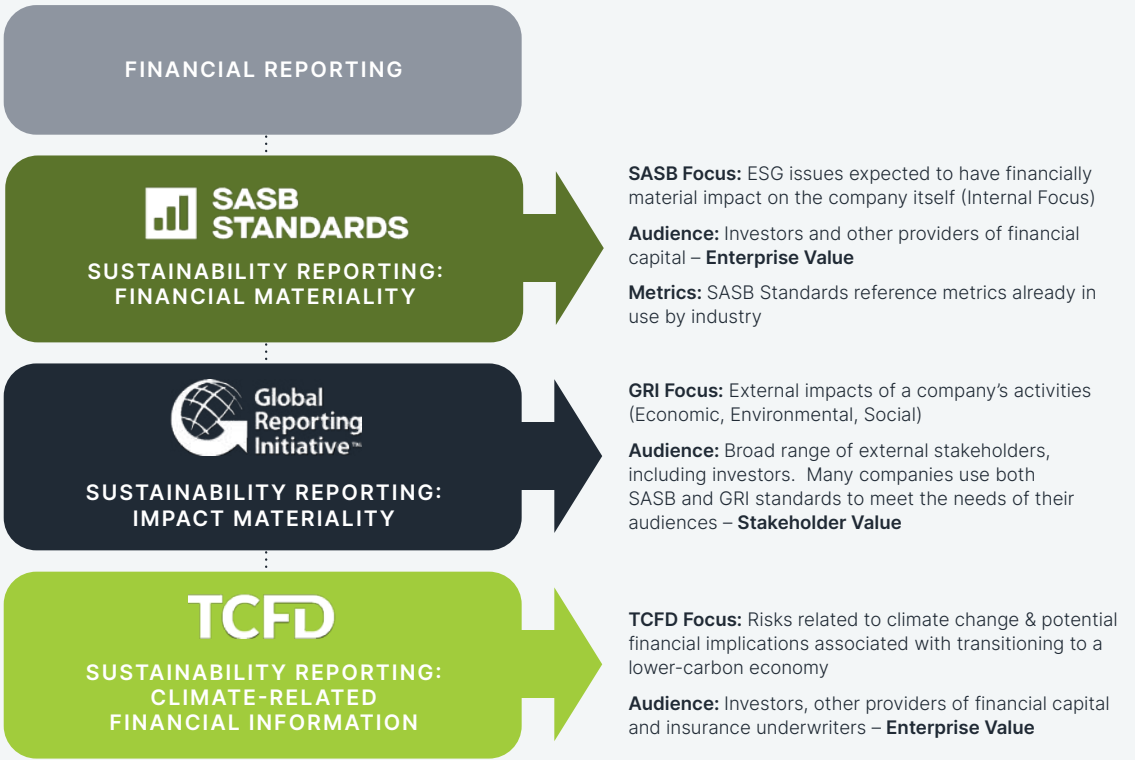 FINANCIAL REPORTING
SASB
STANDARDS
SUSTAINABILITY REPORTING:
FINANCIAL MATERIALITY
SASB Focus: ESG issues expected to have financially
material impact on the company itself (Internal Focus)
Audience: Investors and other providers of financial
capital – Enterprise Value
Metrics: SASB Standards reference metrics already in
use by industry
Global
Reporting
Initiative™
SUSTAINABILITY REPORTING:
IMPACT MATERIALITY
GRI Focus: External impacts of a company’s activities
(Economic, Environmental, Social)
Audience: Broad range of external stakeholders,
including investors.  Many companies use both
SASB and GRI standards to meet the needs of their
audiences – Stakeholder Value
TCFD
SUSTAINABILITY REPORTING:
CLIMATE-RELATED
FINANCIAL INFORMATION
TCFD Focus: Risks related to climate change & potential
financial implications associated with transitioning to a
lower-carbon economy
Audience: Investors, other providers of financial capital
and insurance underwriters – Enterprise Value